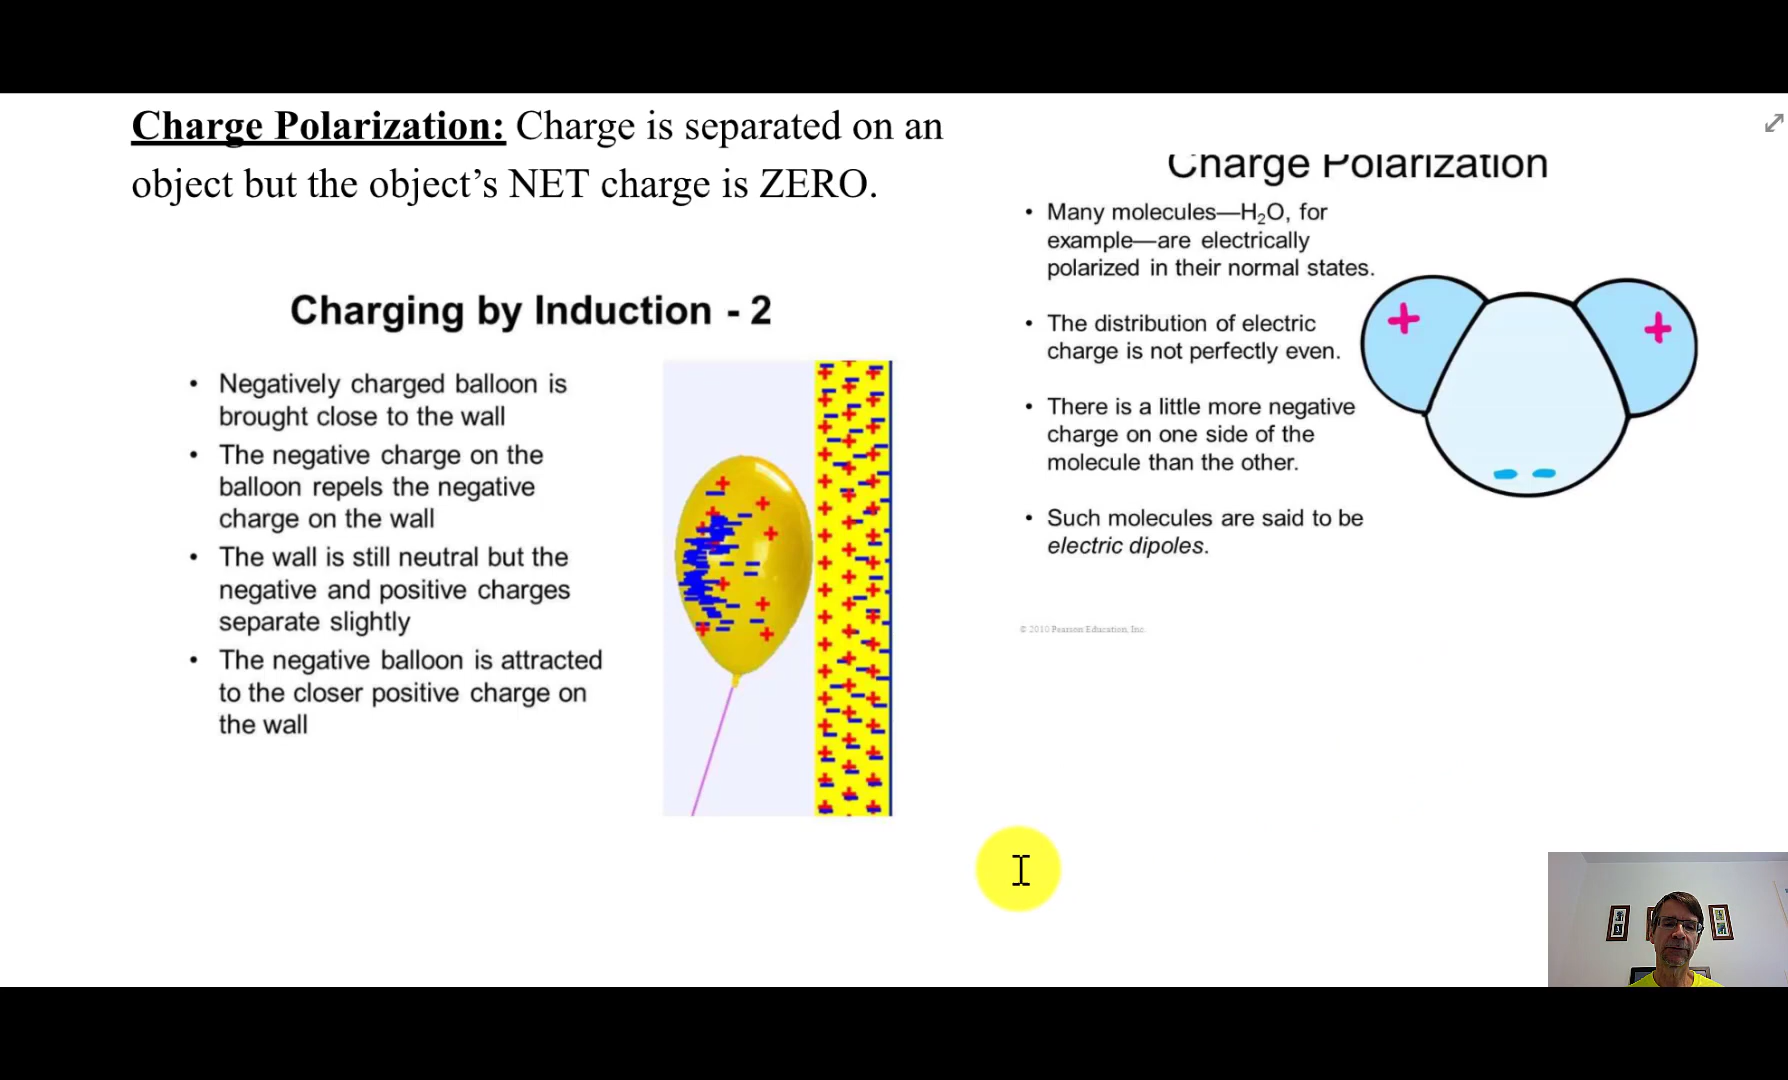 Charge Polarization: Charge is separated on an
object but the object’s NET charge is ZERO.
Charging by Induction - 2
• Negatively charged balloon is
brought close to the wall
• The negative charge on the
balloon repels the negative
charge on the wall
• The wall is still neutral but the
negative and positive charges
separate slightly
• The negative balloon is attracted
to the closer positive charge on
the wall
Charge Polarization
• Many molecules—H₂O, for
example—are electrically
polarized in their normal states.
• The distribution of electric
charge is not perfectly even.
• There is a little more negative
charge on one side of the
molecule than the other.
• Such molecules are said to be
electric dipoles.
© 2010 Pearson Education, Inc.